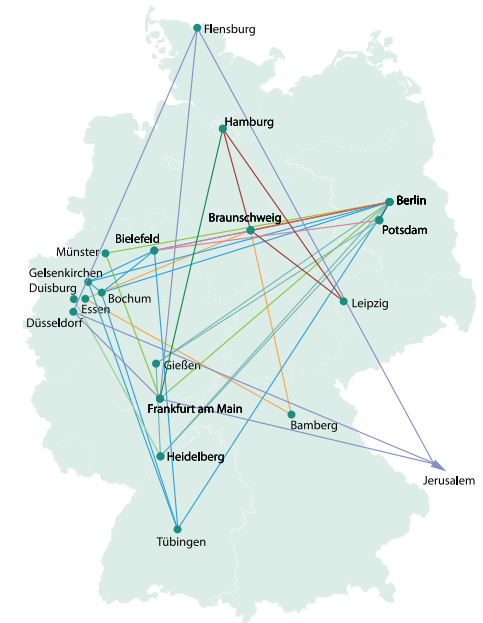 Flensburg
Hamburg
Berlin
Braunschweig
Potsdam
Bielefeld
Münster
Gelsenkirchen
Duisburg
Bochum
Essen
Leipzig
Düsseldorf
Gießen
Frankfurt am Main
Bamberg
Heidelberg
Jerusalem
Tübingen